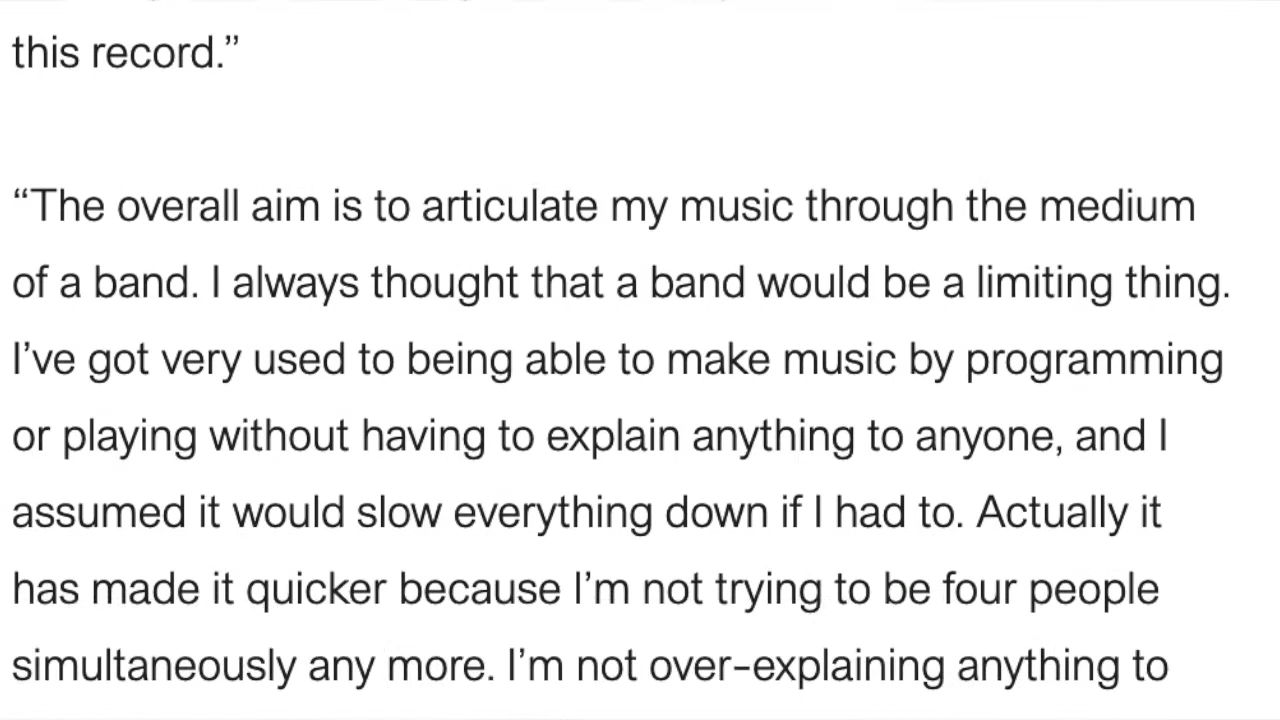 this record.”
“The overall aim is to articulate my music through the medium
of a band. I always thought that a band would be a limiting thing.
I’ve got very used to being able to make music by programming
or playing without having to explain anything to anyone, and I
assumed it would slow everything down if I had to. Actually it
has made it quicker because I’m not trying to be four people
simultaneously any more. I’m not over-explaining anything to